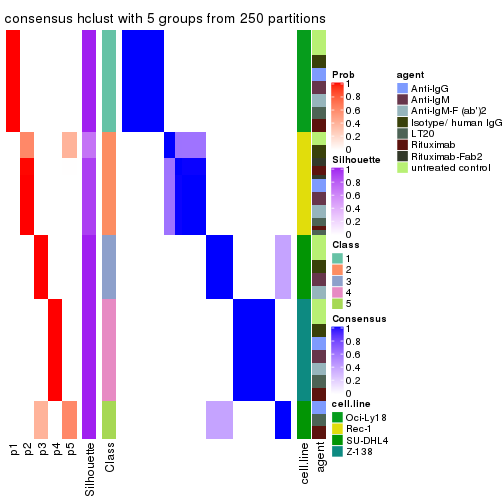 consensus hclust with 5 groups from 250 partitions
p1
p2
p3
p4
p5
Silhouette
Class
cell.line
agent
Prob
1
0.8
0.6
0.4
0.2
0
Silhouette
1
0.8
0.6
0.4
0.2
0
Class
1
2
3
4
5
Consensus
1
0.8
0.6
0.4
0.2
0
cell.line
Oci-Ly18
Rec-1
SU-DHL4
Z-138
agent
Anti-IgG
Anti-IgM
Anti-IgM-F (ab')2
Isotype/ human IgG
LT20
Rituximab
Rituximab-Fab2
untreated control